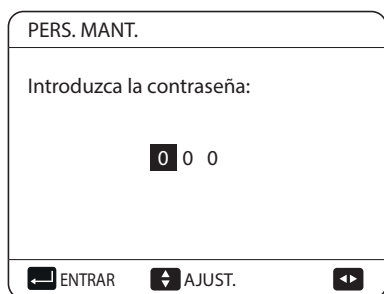 PERS. MANT.
Introduzca la contraseña:
0 0 0
ENTRAR AJUST.